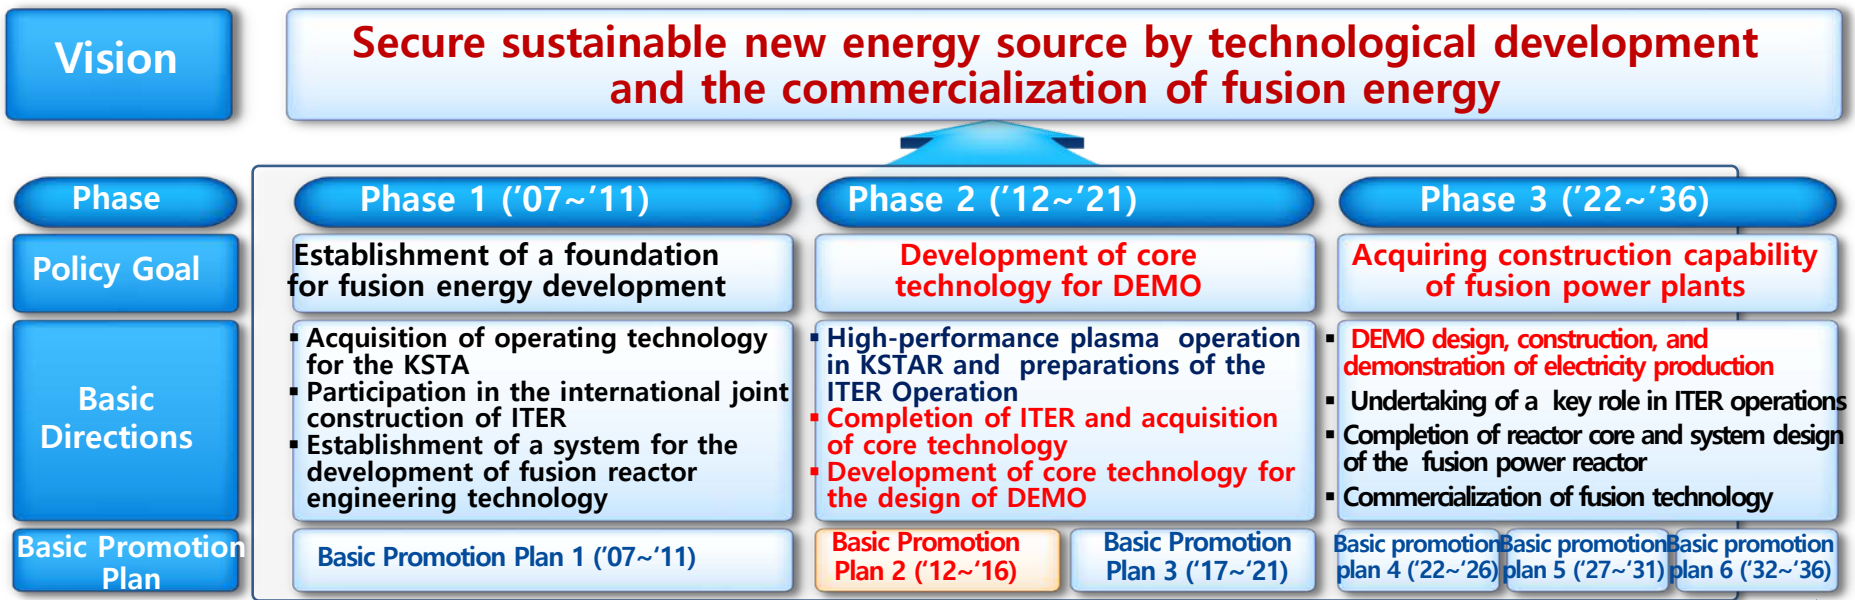 Vision
Secure sustainable new energy source by technological development
and the commercialization of fusion energy
Phase
Phase 1 (’07~’11)
Phase 2 (’12~’21)
Phase 3 (’22~’36)
Policy Goal
Establishment of a foundation
for fusion energy development
Development of core
technology for DEMO
Acquiring construction capability
of fusion power plants
Basic
Directions
▪ Acquisition of operating technology
for the KSTA
▪ Participation in the international joint
construction of ITER
▪ Establishment of a system for the
development of fusion reactor
engineering technology
▪ High-performance plasma operation
in KSTAR and preparations of the
ITER Operation
▪ Completion of ITER and acquisition
of core technology
▪ Development of core technology for
the design of DEMO
▪ DEMO design, construction, and
demonstration of electricity production
▪ Undertaking of a key role in ITER operations
▪ Completion of reactor core and system design
of the fusion power reactor
▪ Commercialization of fusion technology
Basic Promotion
Plan
Basic Promotion Plan 1 (’07~‘11)
Basic Promotion
Plan 2 (‘12~‘16)
Basic Promotion
Plan 3 (‘17~‘21)
Basic promotion
plan 4 (‘22~‘26)
Basic promotion
plan 5 (‘27~‘31)
Basic promotion
plan 6 (‘32~‘36)